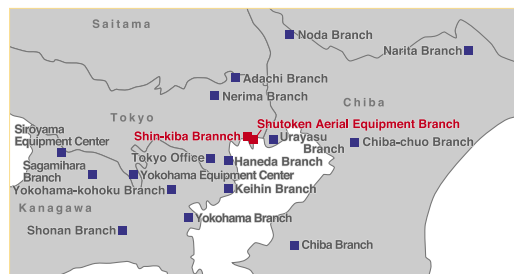 Saitama
Noda Branch
Narita Branch
Adachi Branch
Nerima Branch
Chiba
Tokyo
Shutoken Aerial Equipment Branch
Shin-kiba Brannch
Urayasu
Branch
Chiba-chuo Branch
Siroyama
Equipment Center
Tokyo Office
Haneda Branch
Sagamihara
Branch
Yokohama Equipment Center
Yokohama-kohoku Branch
Keihin Branch
Kanagawa
Yokohama Branch
Shonan Branch
Chiba Branch